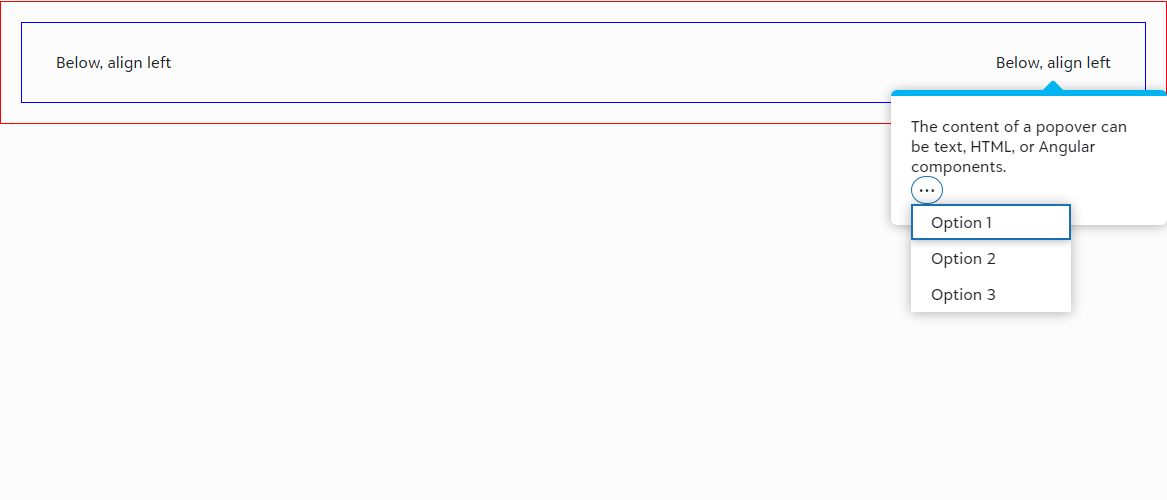 Below, align left
Below, align left
The content of a popover can
be text, HTML, or Angular
components.
...
Option 1
Option 2
Option 3